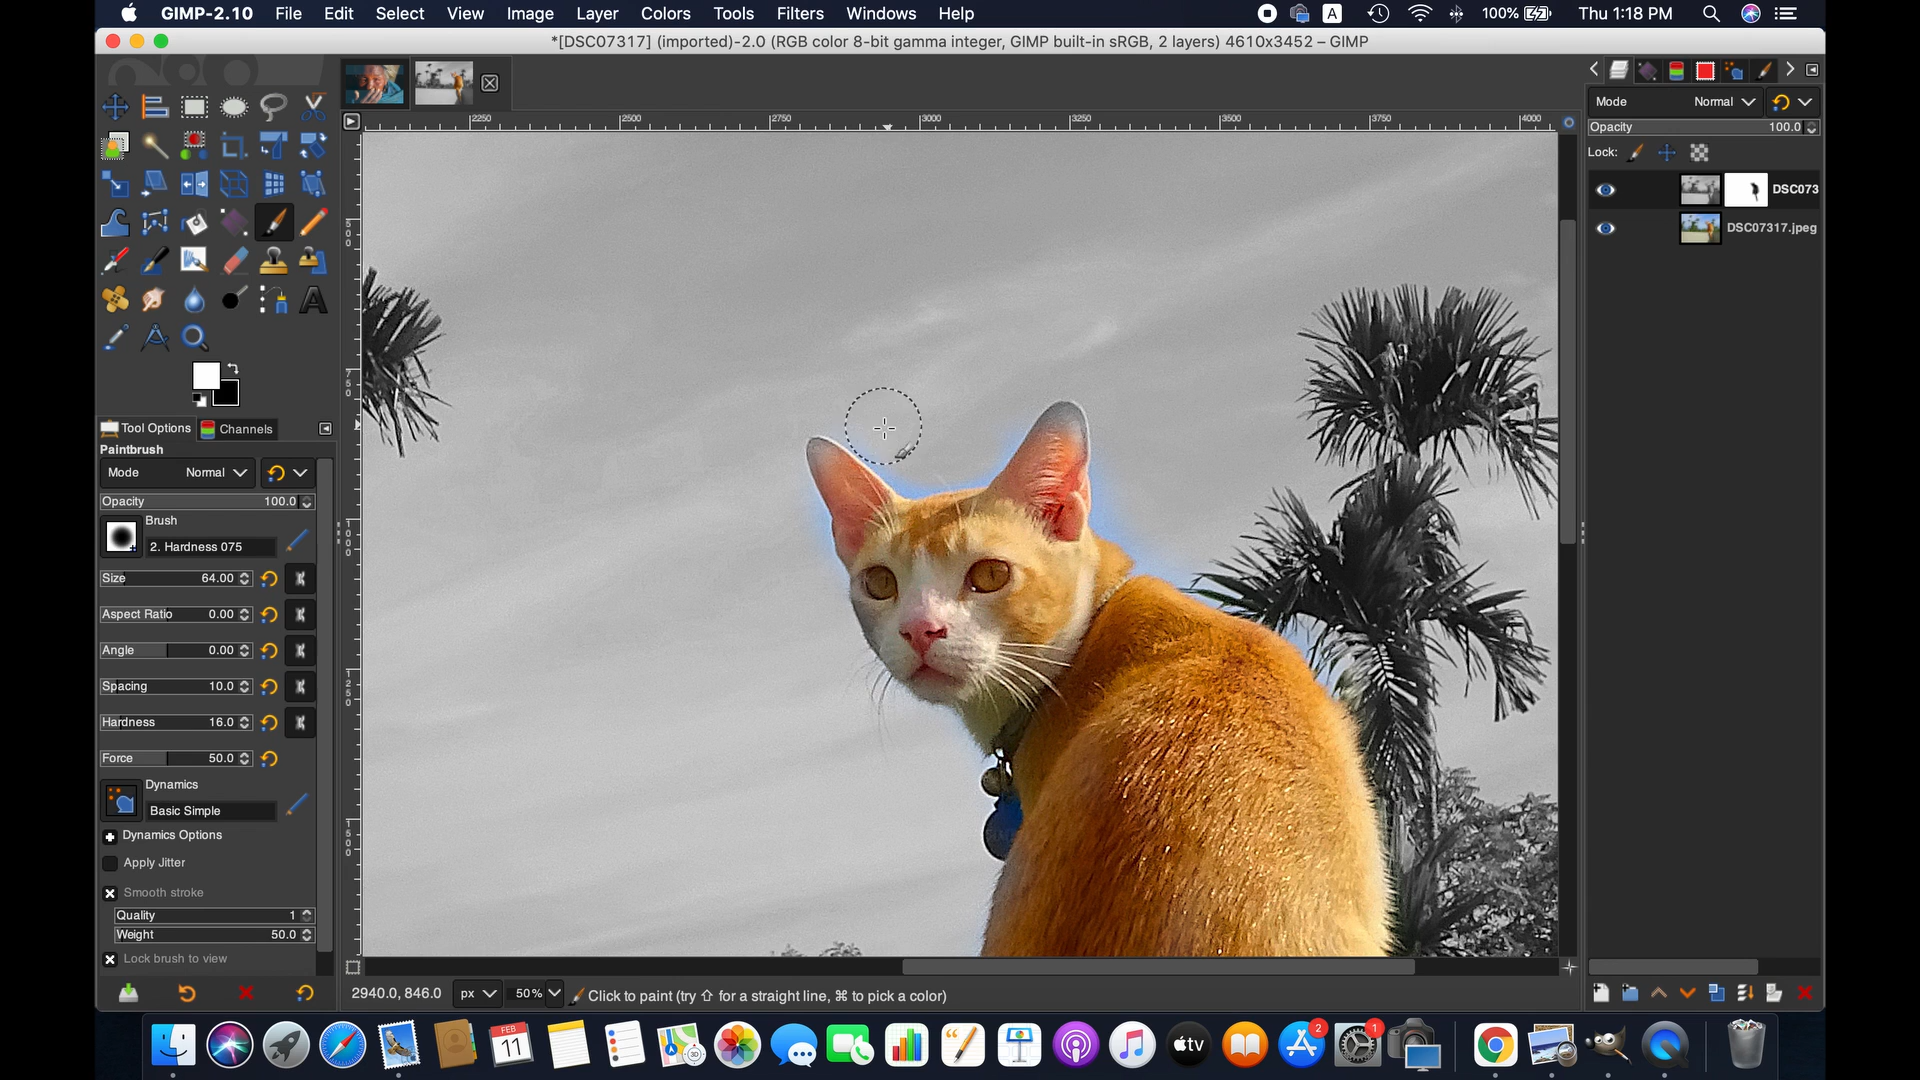 GIMP-2.10 File Edit Select View Image Layer Colors Tools Filters Windows Help
A 100% Thu 1:18 PM
*[DSC07317] (imported)-2.0 (RGB color 8-bit gamma integer, GIMP built-in sRGB, 2 layers) 4610x3452 – GIMP
2250 2500 2750 3000 3250 3500 3750 4000
500
750
1000
1250
1500
Tool Options Channels
Paintbrush
Mode Normal
Opacity 100.0
Brush
2. Hardness 075
Size 64.00
Aspect Ratio 0.00
Angle 0.00
Spacing 10.0
Hardness 16.0
Force 50.0
Dynamics
Basic Simple
Dynamics Options
Apply Jitter
Smooth stroke
Quality 1
Weight 50.0
Lock brush to view
2940.0, 846.0 px 50% Click to paint (try ⇧ for a straight line, ⌘ to pick a color)
Mode Normal
Opacity 100.0
Lock:
DSC073
DSC07317.jpeg
FEB
11
tv
2
1